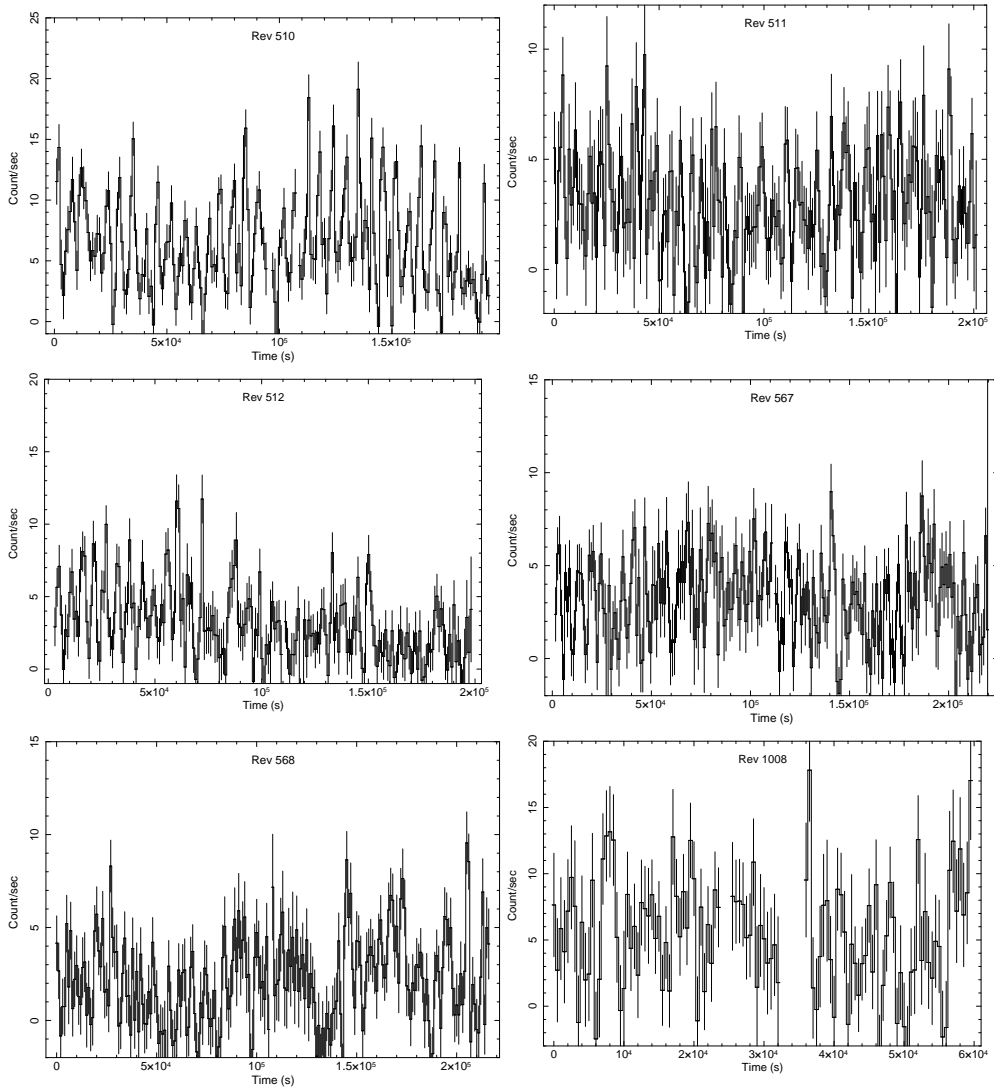 Rev 510
Count/sec
0 5 10 15 20 25
0 5×10⁴ 10⁵ 1.5×10⁵
Time (s)
Rev 511
Count/sec
0 5 10
0 5×10⁴ 10⁵ 1.5×10⁵ 2×10⁵
Time (s)
Rev 512
Count/sec
0 5 10 15 20
0 5×10⁴ 10⁵ 1.5×10⁵ 2×10⁵
Time (s)
Rev 567
Count/sec
0 5 10 15
0 5×10⁴ 10⁵ 1.5×10⁵ 2×10⁵
Time (s)
Rev 568
Count/sec
0 5 10 15
0 5×10⁴ 10⁵ 1.5×10⁵ 2×10⁵
Time (s)
Rev 1008
Count/sec
0 5 10 15 20
0 10⁴ 2×10⁴ 3×10⁴ 4×10⁴ 5×10⁴ 6×10⁴
Time (s)